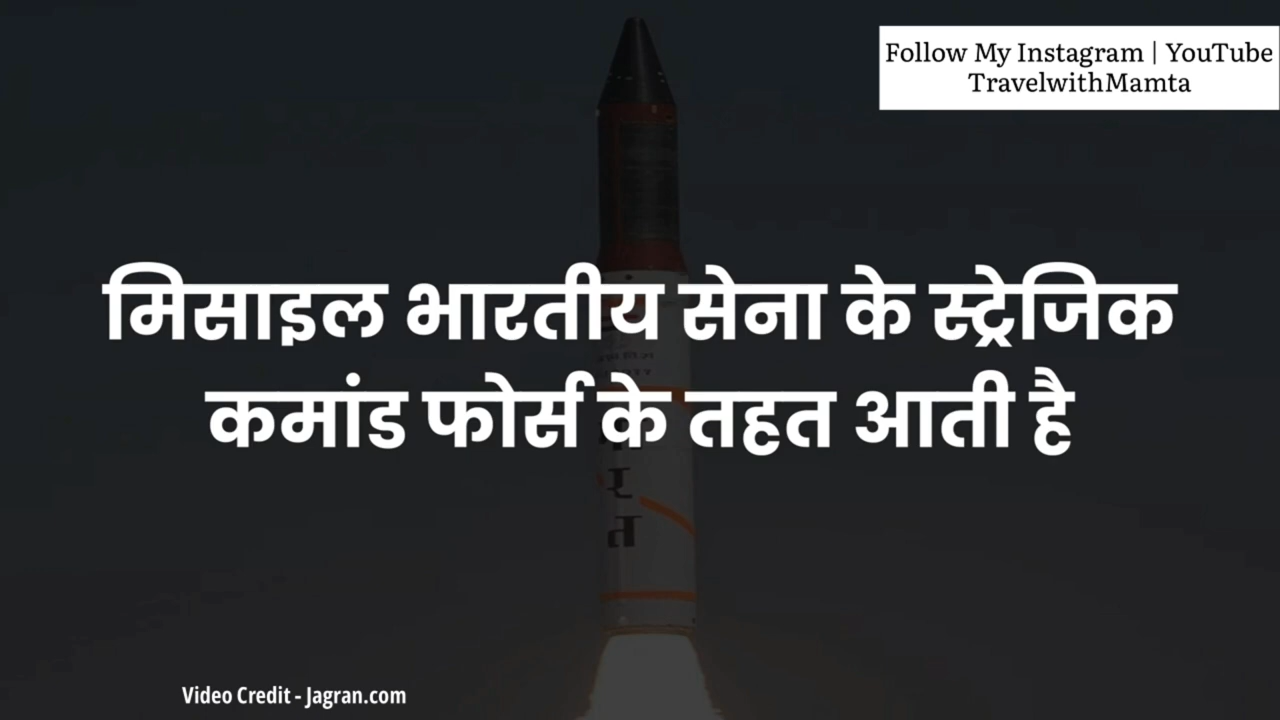 Follow My Instagram | YouTube
TravelwithMamta
मिसाइल भारतीय सेना के स्ट्रेजिक
कमांड फोर्स के तहत आती है
र
त
Video Credit - Jagran.com